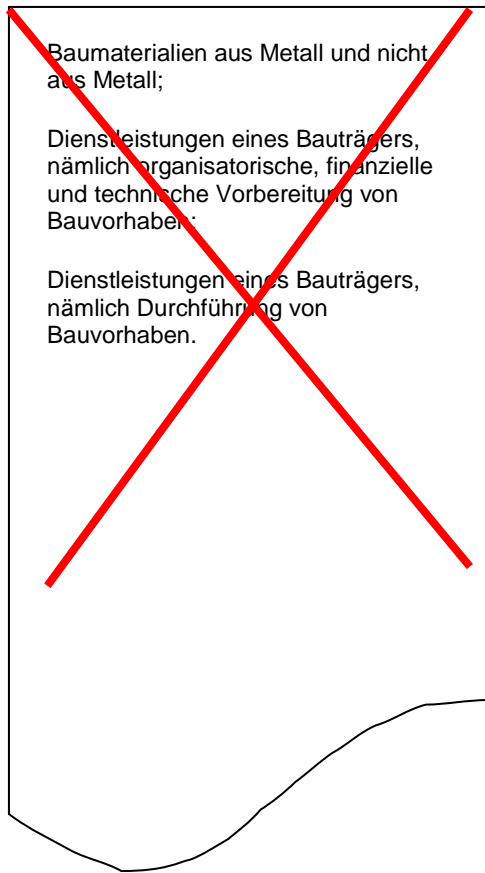 Baumaterialien aus Metall und nicht
aus Metall;
Dienstleistungen eines Bauträgers,
nämlich organisatorische, finanzielle
und technische Vorbereitung von
Bauvorhaben;
Dienstleistungen eines Bauträgers,
nämlich Durchführung von
Bauvorhaben.